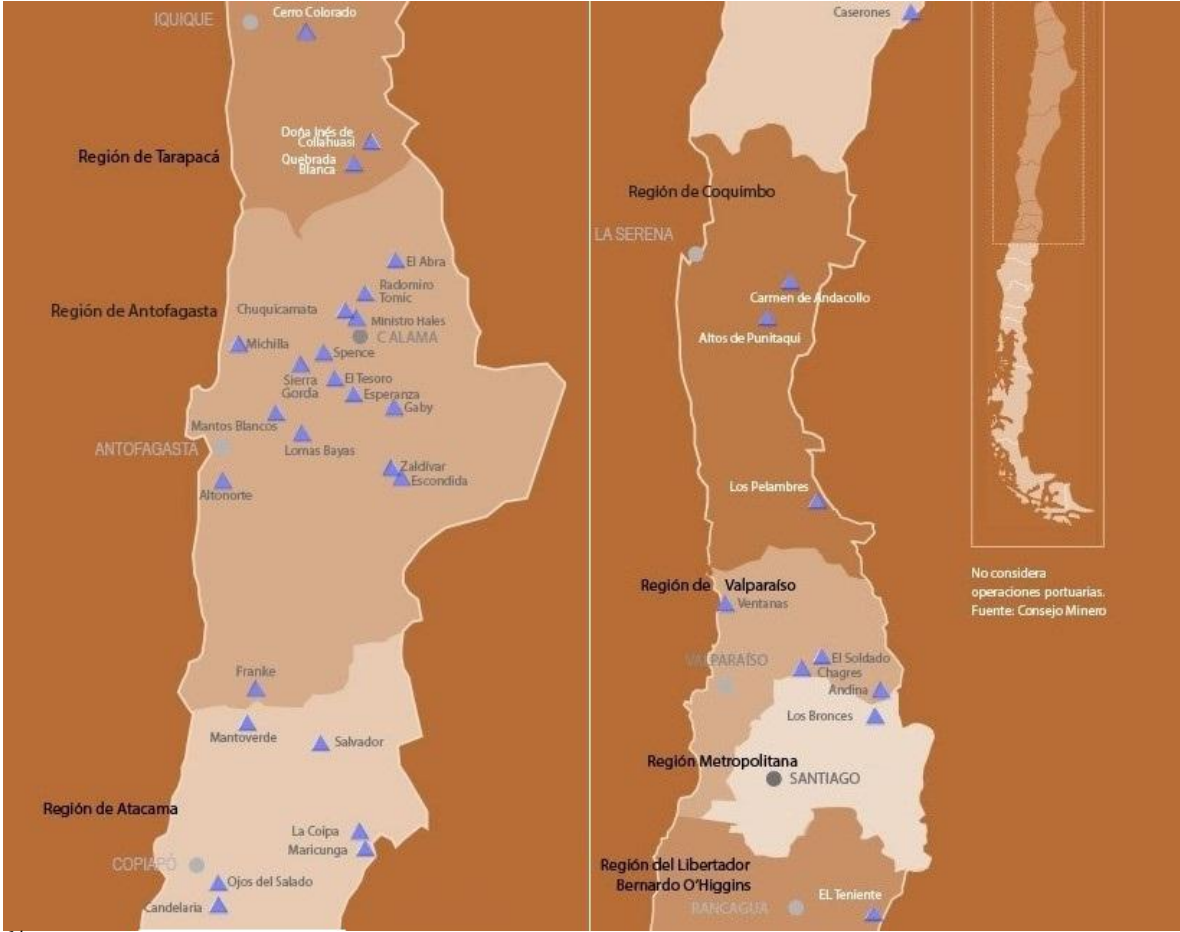 IQUIQUE
Cerro Colorado
Doña Inés de
Collahuasi
Región de Tarapacá
Quebrada
Blanca
El Abra
Radomiro
Tomic
Región de Antofagasta
Chuquicamata
Ministro Hales
CALAMA
Michilla
Spence
Sierra
Gorda
El Tesoro
Esperanza
Gaby
Mantos Blancos
ANTOFAGASTA
Lomas Bayas
Zaldívar
Escondida
Altonorte
Franke
Mantoverde
Salvador
Región de Atacama
La Coipa
Maricunga
COPIAPÓ
Ojos del Salado
Candelaria
Caserones
Región de Coquimbo
LA SERENA
Carmen de Andacollo
Altos de Punitaqui
Los Pelambres
Región de Valparaíso
Ventanas
VALPARAÍSO
El Soldado
Chagres
Andina
Los Bronces
Región Metropolitana
SANTIAGO
Región del Libertador
Bernardo O'Higgins
EL Teniente
RANCAGUA
No considera
operaciones portuarias.
Fuente: Consejo Minero